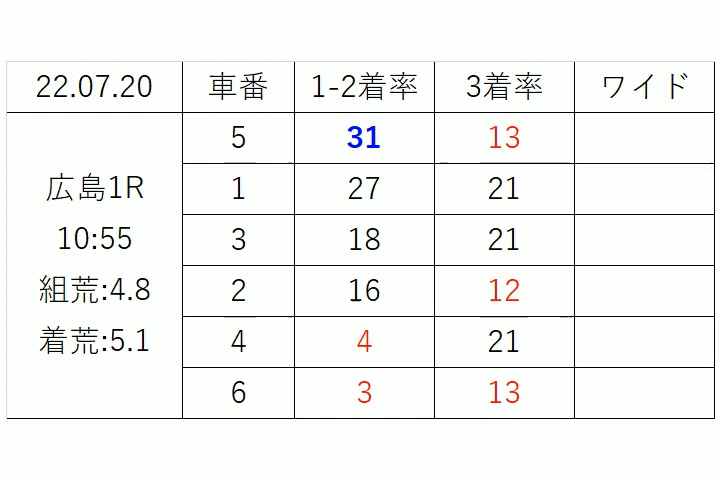 22.07.20 車番 1-2着率 3着率 ワイド
5 31 13
広島1R 1 27 21
10:55 3 18 21
組荒:4.8 2 16 12
着荒:5.1 4 4 21
6 3 13